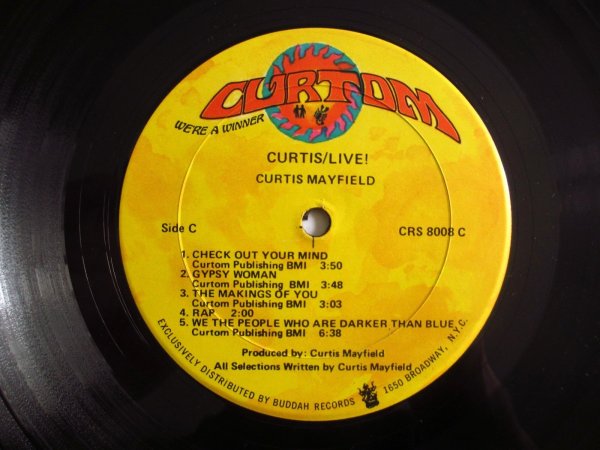 CURTOM
WE'RE A WINNER
CURTIS/LIVE!
CURTIS MAYFIELD
Side C
CRS 8008 C
1. CHECK OUT YOUR MIND
Curtom Publishing BMI 3:50
2. GYPSY WOMAN
Curtom Publishing BMI 3:48
3. THE MAKINGS OF YOU
Curtom Publishing BMI 3:03
4. RAP 2:00
5. WE THE PEOPLE WHO ARE DARKER THAN BLUE
Curtom Publishing BMI 6:38
Produced by: Curtis Mayfield
All Selections Written by Curtis Mayfield
EXCLUSIVELY DISTRIBUTED BY BUDDAH RECORDS 1650 BROADWAY, N.Y.C.